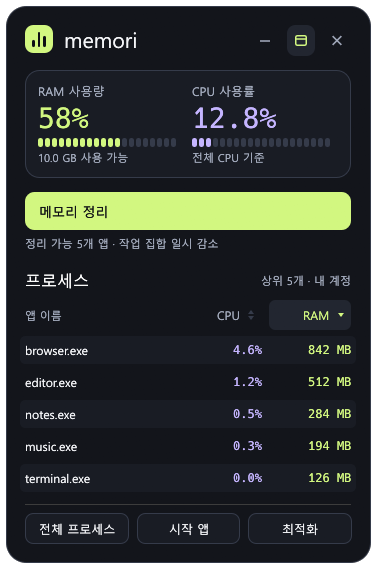 memori
RAM 사용량 CPU 사용률
58% 12.8%
10.0 GB 사용 가능 전체 CPU 기준
메모리 정리
정리 가능 5개 앱 · 작업 집합 일시 감소
프로세스 상위 5개 · 내 계정
앱 이름 CPU RAM
browser.exe 4.6% 842 MB
editor.exe 1.2% 512 MB
notes.exe 0.5% 284 MB
music.exe 0.3% 194 MB
terminal.exe 0.0% 126 MB
전체 프로세스 시작 앱 최적화